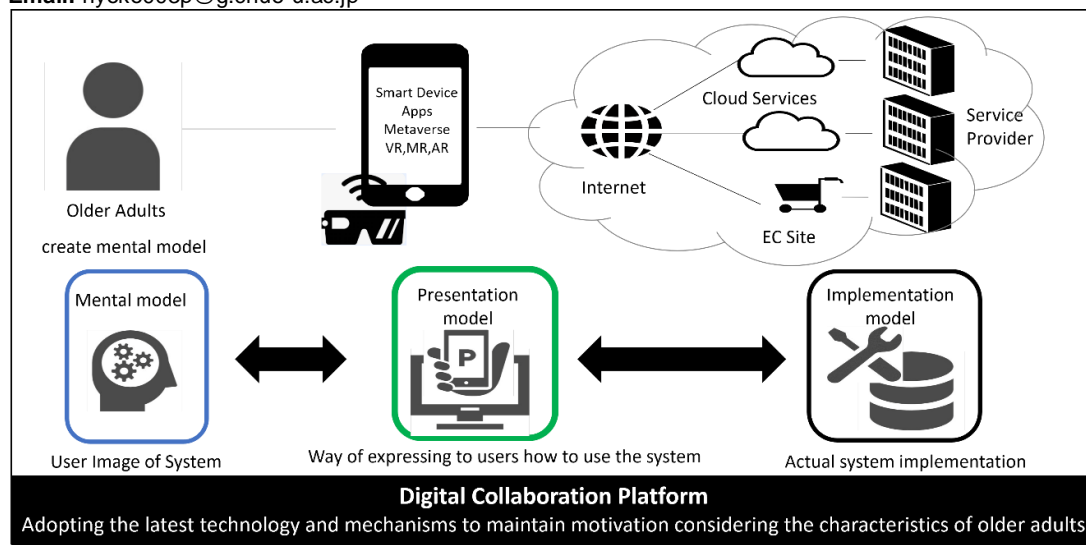 Smart Device
Apps
Metaverse
VR,MR,AR
Cloud Services
Service
Provider
Internet
EC Site
Older Adults
create mental model
Mental model
Presentation
model
P
Implementation
model
User Image of System
Way of expressing to users how to use the system
Actual system implementation
Digital Collaboration Platform
Adopting the latest technology and mechanisms to maintain motivation considering the characteristics of older adults